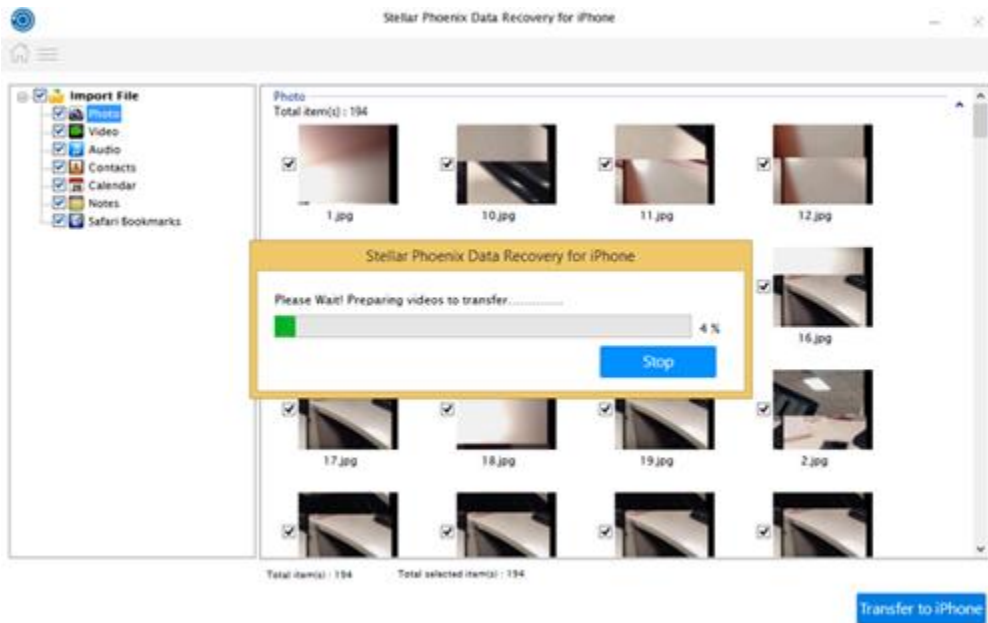 Stellar Phoenix Data Recovery for iPhone
Import File
Photo
Video
Audio
Contacts
Calendar
Notes
Safari Bookmarks
Photo
Total item(s) : 194
1.jpg
10.jpg
11.jpg
12.jpg
Stellar Phoenix Data Recovery for iPhone
Please Wait! Preparing videos to transfer.............
4 %
Stop
16.jpg
17.jpg
18.jpg
19.jpg
2.jpg
Total item(s) : 194
Total selected item(s) : 194
Transfer to iPhone